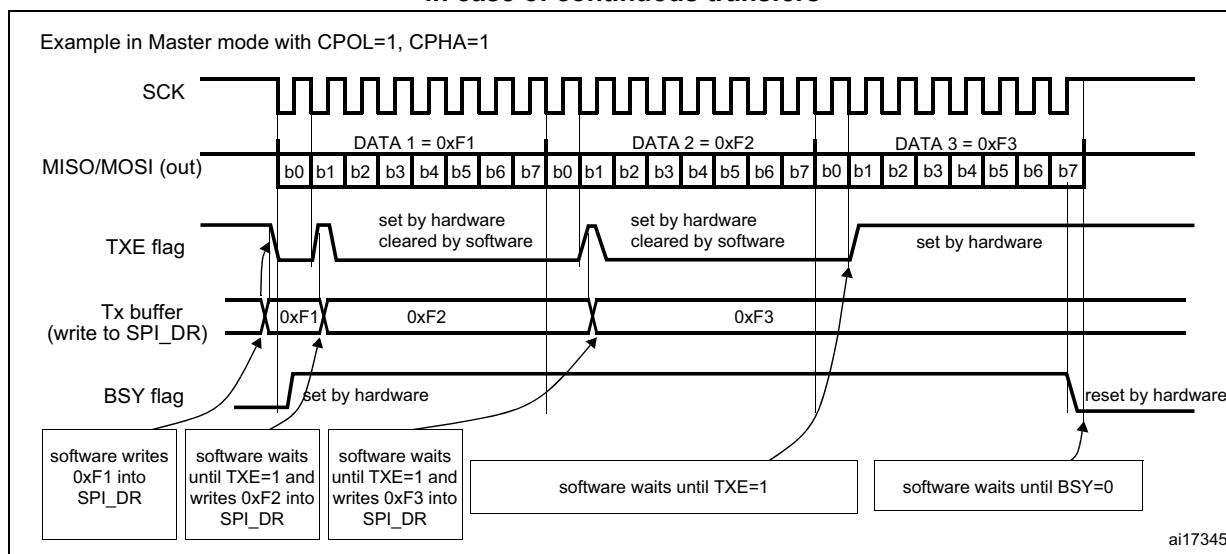 in case of continuous transfers
Example in Master mode with CPOL=1, CPHA=1
SCK
DATA 1 = 0xF1 DATA 2 = 0xF2 DATA 3 = 0xF3
MISO/MOSI (out) b0 b1 b2 b3 b4 b5 b6 b7 b0 b1 b2 b3 b4 b5 b6 b7 b0 b1 b2 b3 b4 b5 b6 b7
TXE flag
set by hardware
cleared by software
set by hardware
cleared by software
set by hardware
Tx buffer
(write to SPI_DR)
0xF1 0xF2 0xF3
BSY flag
set by hardware
reset by hardware
software writes
0xF1 into
SPI_DR
software waits
until TXE=1 and
writes 0xF2 into
SPI_DR
software waits
until TXE=1 and
writes 0xF3 into
SPI_DR
software waits until TXE=1
software waits until BSY=0
ai17345